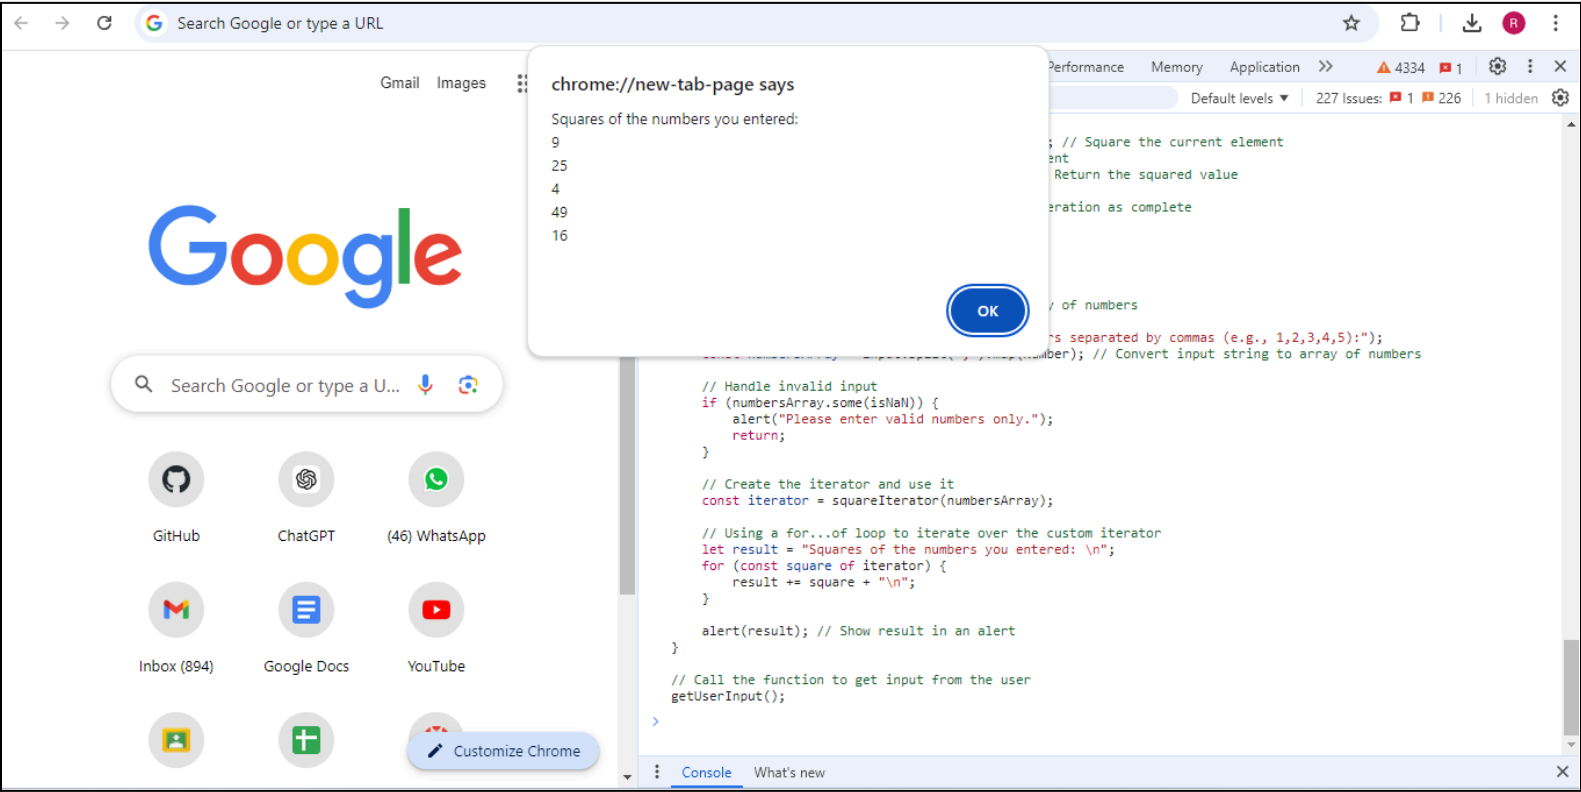 Search Google or type a URL
R
Gmail Images
chrome://new-tab-page says
Squares of the numbers you entered:
9
25
4
49
16
OK
Google
Search Google or type a U...
GitHub
ChatGPT
(46) WhatsApp
Inbox (894)
Google Docs
YouTube
Customize Chrome
Performance Memory Application 4334 1
Default levels ▼ 227 Issues: 1 226 1 hidden
; // Square the current element
Return the squared value
eration as complete
of numbers
rs separated by commas (e.g., 1,2,3,4,5):");
const numbersArray = input.split(",").map(Number); // Convert input string to array of numbers
// Handle invalid input
if (numbersArray.some(isNaN)) {
alert("Please enter valid numbers only.");
return;
}
// Create the iterator and use it
const iterator = squareIterator(numbersArray);
// Using a for...of loop to iterate over the custom iterator
let result = "Squares of the numbers you entered: \n";
for (const square of iterator) {
result += square + "\n";
}
alert(result); // Show result in an alert
}
// Call the function to get input from the user
getUserInput();
Console What's new